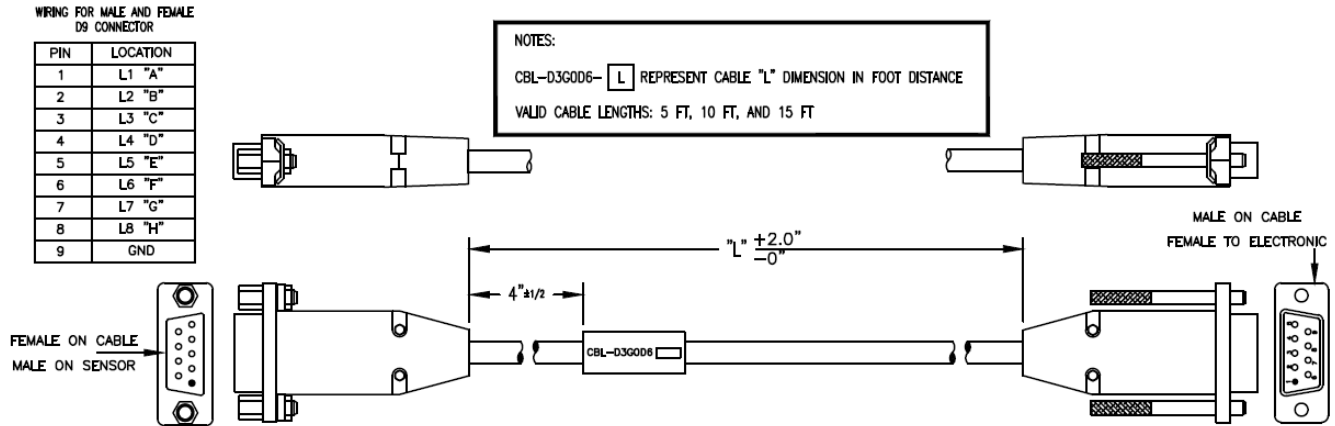 WIRING FOR MALE AND FEMALE
D9 CONNECTOR
PIN LOCATION
1 L1 "A"
2 L2 "B"
3 L3 "C"
4 L4 "D"
5 L5 "E"
6 L6 "F"
7 L7 "G"
8 L8 "H"
9 GND
NOTES:
CBL-D3G0D6- L REPRESENT CABLE "L" DIMENSION IN FOOT DISTANCE
VALID CABLE LENGTHS: 5 FT, 10 FT, AND 15 FT
MALE ON CABLE
FEMALE TO ELECTRONIC
"L" +2.0"
-0"
4"±1/2
FEMALE ON CABLE
MALE ON SENSOR
CBL-D3G0D6